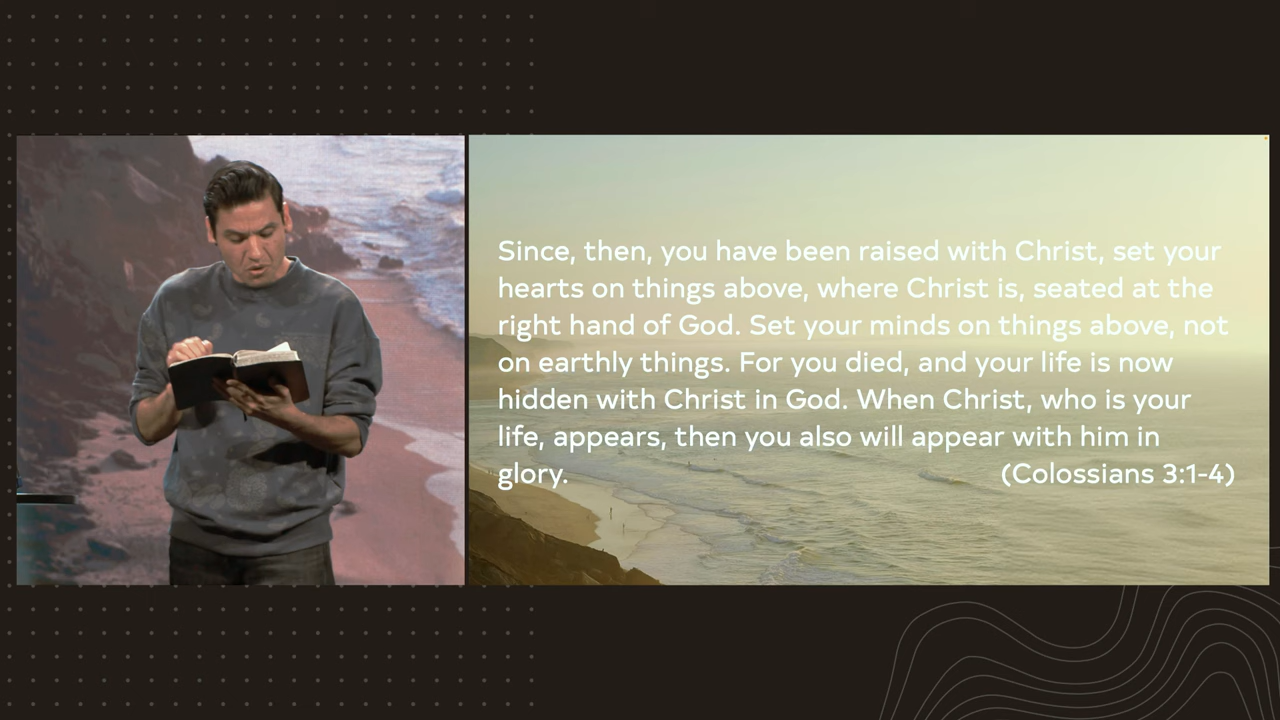 Since, then, you have been raised with Christ, set your
hearts on things above, where Christ is, seated at the
right hand of God. Set your minds on things above, not
on earthly things. For you died, and your life is now
hidden with Christ in God. When Christ, who is your
life, appears, then you also will appear with him in
glory. (Colossians 3:1-4)